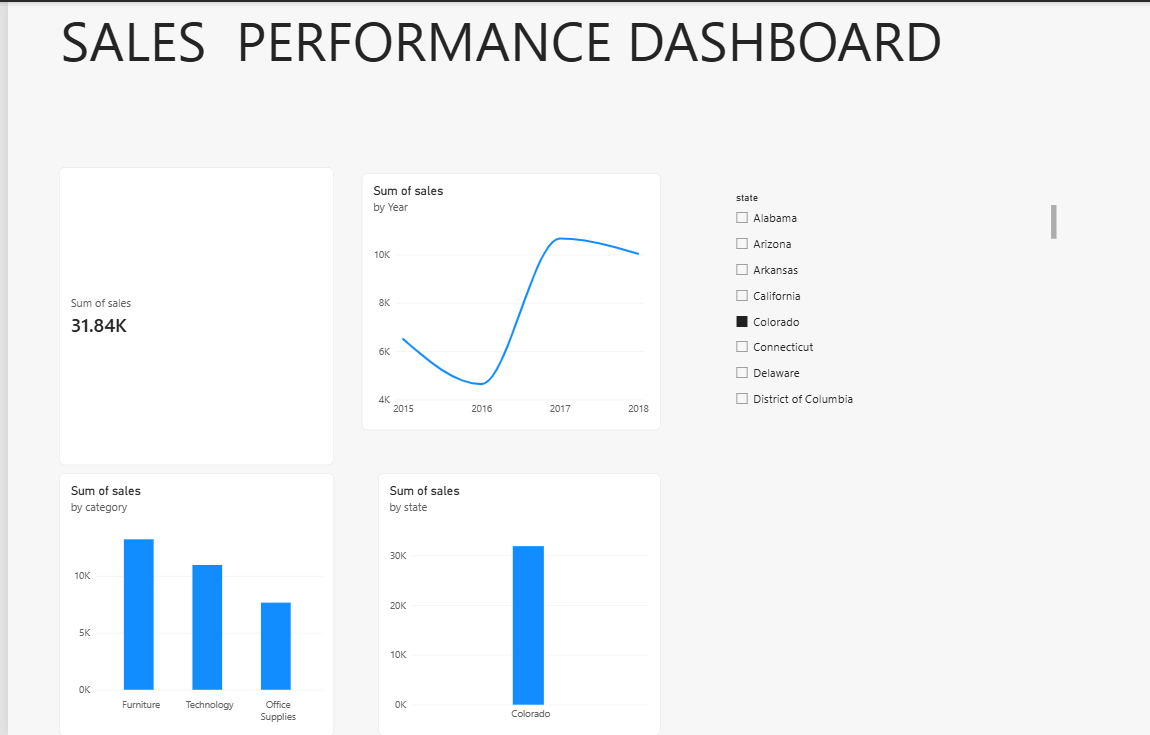 SALES  PERFORMANCE DASHBOARD
Sum of sales
31.84K
Sum of sales
by Year
10K
8K
6K
4K
2015 2016 2017 2018
state
Alabama
Arizona
Arkansas
California
Colorado
Connecticut
Delaware
District of Columbia
Sum of sales
by category
10K
5K
0K
Furniture Technology Office
Supplies
Sum of sales
by state
30K
20K
10K
0K
Colorado